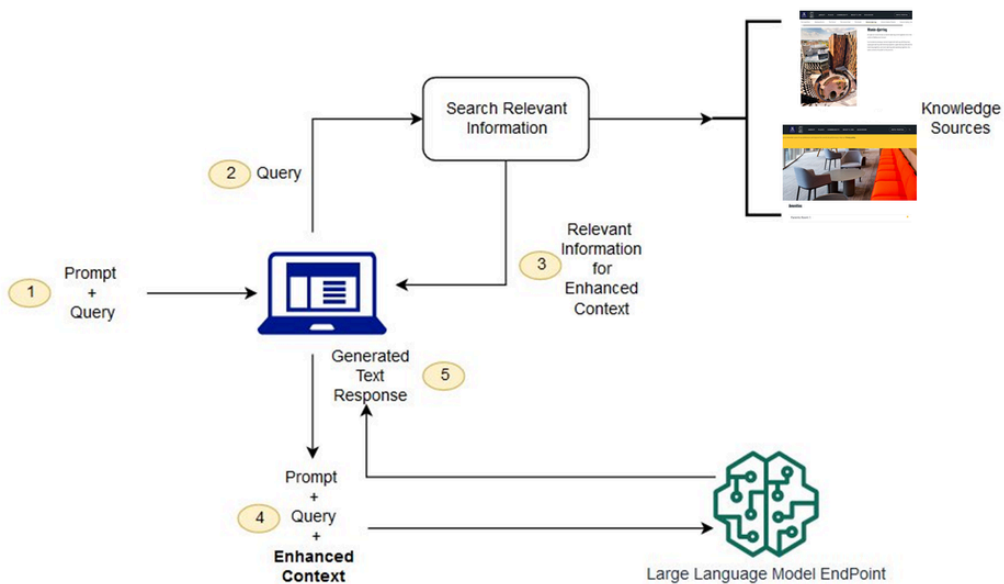 Search Relevant
Information
Knowledge
Sources
2
Query
Relevant
Information
for
Enhanced
Context
3
1
Prompt
+
Query
Generated
Text
Response
5
Prompt
+
Query
+
Enhanced
Context
4
Large Language Model EndPoint